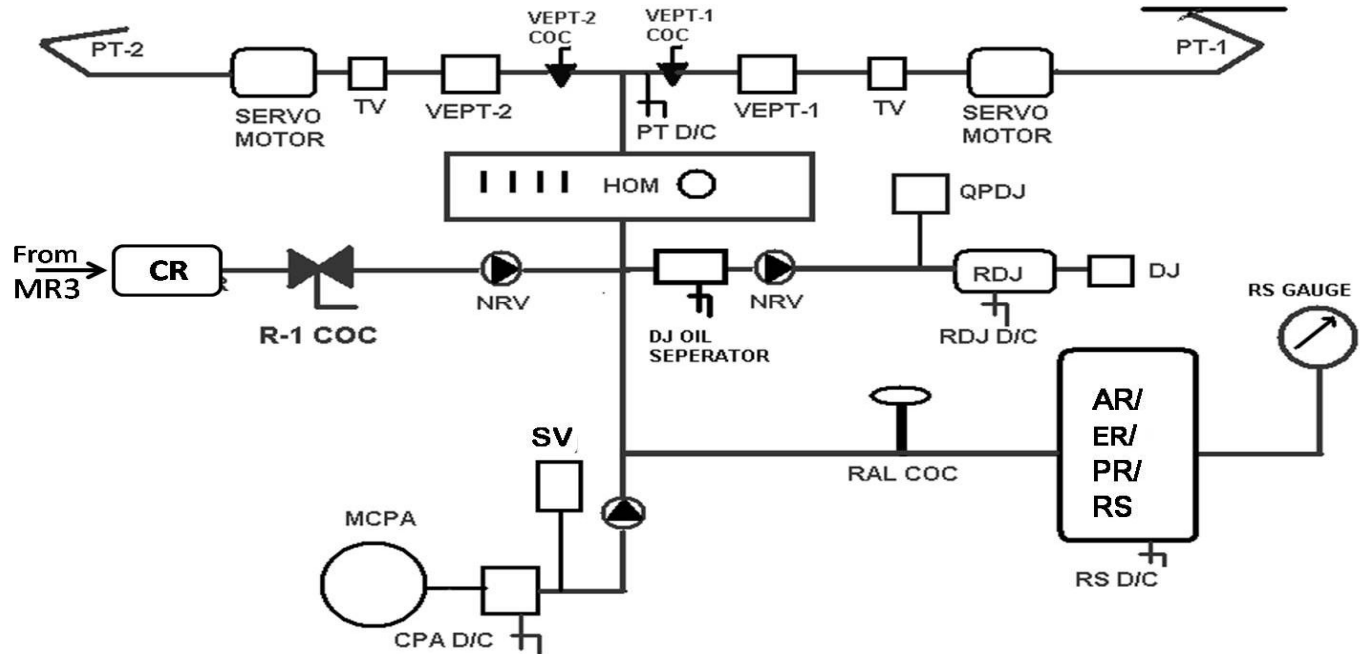 VEPT-2
COC
VEPT-1
COC
PT-2
PT-1
SERVO
MOTOR
TV
VEPT-2
PT D/C
VEPT-1
TV
SERVO
MOTOR
HOM
QPDJ
From
MR3
CR
NRV
NRV
RDJ
DJ
R-1 COC
DJ OIL
SEPERATOR
RDJ D/C
RS GAUGE
SV
RAL COC
AR/
ER/
PR/
RS
MCPA
CPA D/C
RS D/C